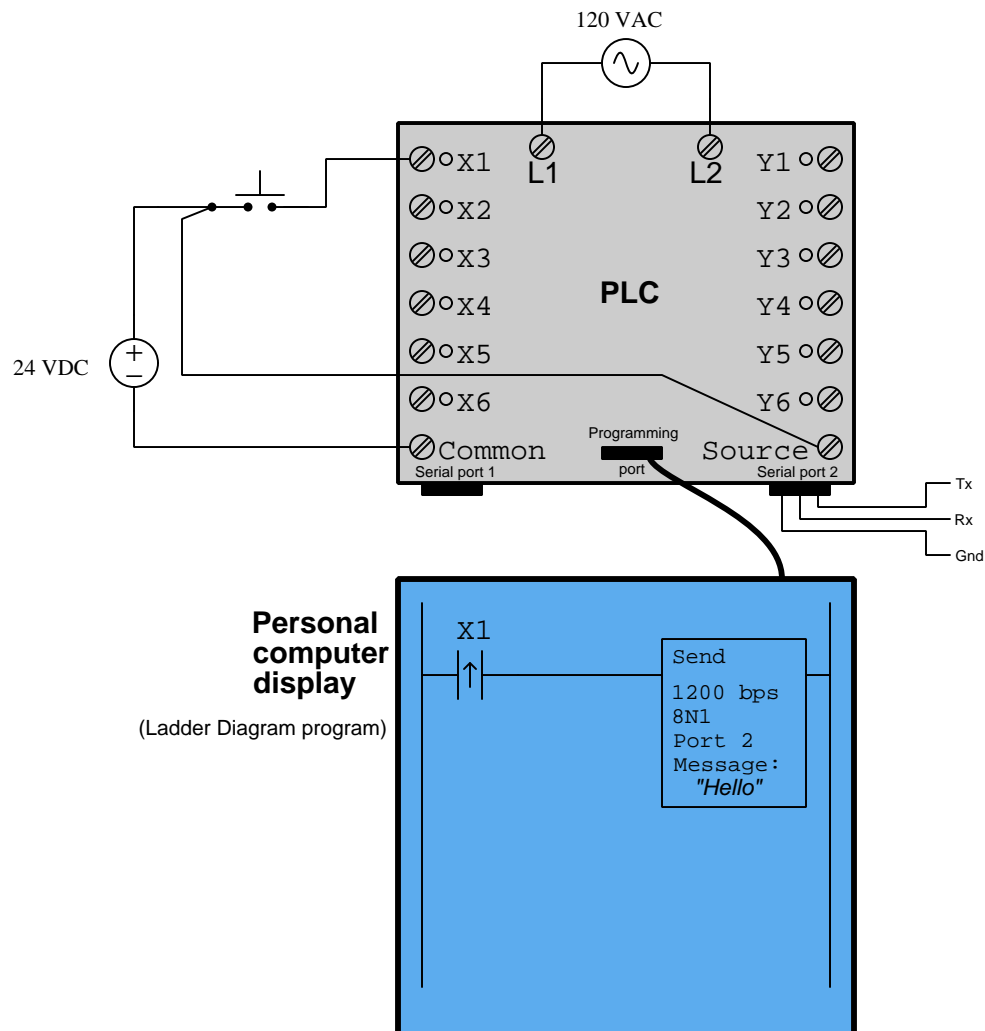 120 VAC
L1
L2
X1
X2
X3
X4
X5
X6
Common
Y1
Y2
Y3
Y4
Y5
Y6
Source
PLC
24 VDC
Programming
port
Serial port 1
Serial port 2
Tx
Rx
Gnd
Personal
computer
display
(Ladder Diagram program)
X1
Send
1200 bps
8N1
Port 2
Message:
"Hello"